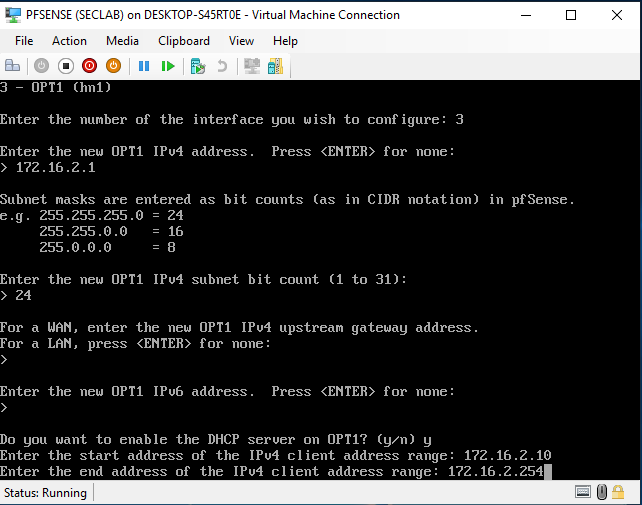 PFSENSE (SECLAB) on DESKTOP-S45RT0E - Virtual Machine Connection
File Action Media Clipboard View Help
3 - OPT1 (hn1)
Enter the number of the interface you wish to configure: 3
Enter the new OPT1 IPv4 address.  Press <ENTER> for none:
> 172.16.2.1
Subnet masks are entered as bit counts (as in CIDR notation) in pfSense.
e.g. 255.255.255.0 = 24
     255.255.0.0   = 16
     255.0.0.0     = 8
Enter the new OPT1 IPv4 subnet bit count (1 to 31):
> 24
For a WAN, enter the new OPT1 IPv4 upstream gateway address.
For a LAN, press <ENTER> for none:
>
Enter the new OPT1 IPv6 address.  Press <ENTER> for none:
>
Do you want to enable the DHCP server on OPT1? (y/n) y
Enter the start address of the IPv4 client address range: 172.16.2.10
Enter the end address of the IPv4 client address range: 172.16.2.254
Status: Running